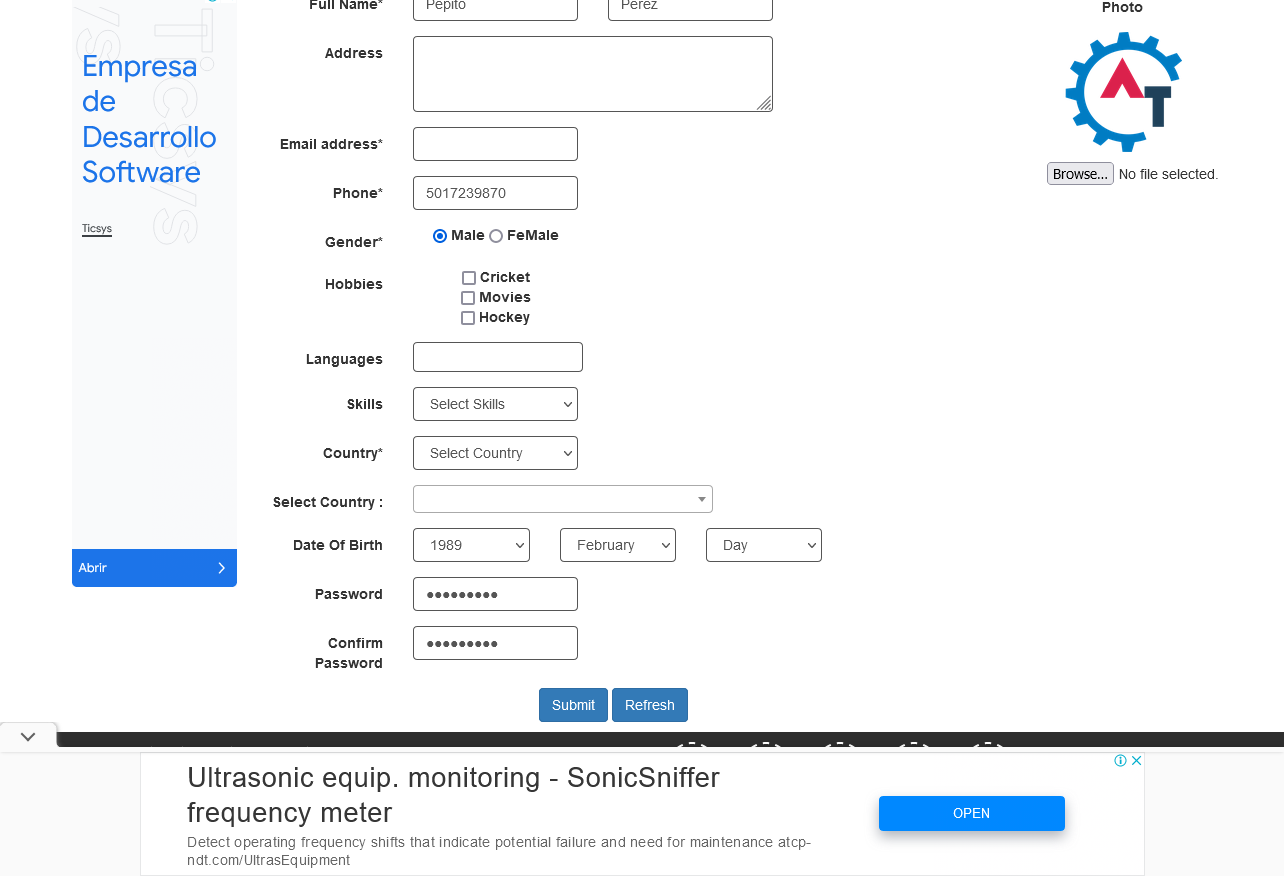 Full Name* Pepito Perez
Photo
Address
Empresa
de
Desarrollo
Software
Ticsys
AT
Browse... No file selected.
Email address*
Phone* 5017239870
Gender* Male FeMale
Hobbies Cricket
Movies
Hockey
Languages
Skills Select Skills
Country* Select Country
Select Country :
Date Of Birth 1989 February Day
Abrir
Password •••••••••
Confirm
Password •••••••••
Submit Refresh
Ultrasonic equip. monitoring - SonicSniffer
frequency meter
Detect operating frequency shifts that indicate potential failure and need for maintenance atcp-
ndt.com/UltrasEquipment
OPEN